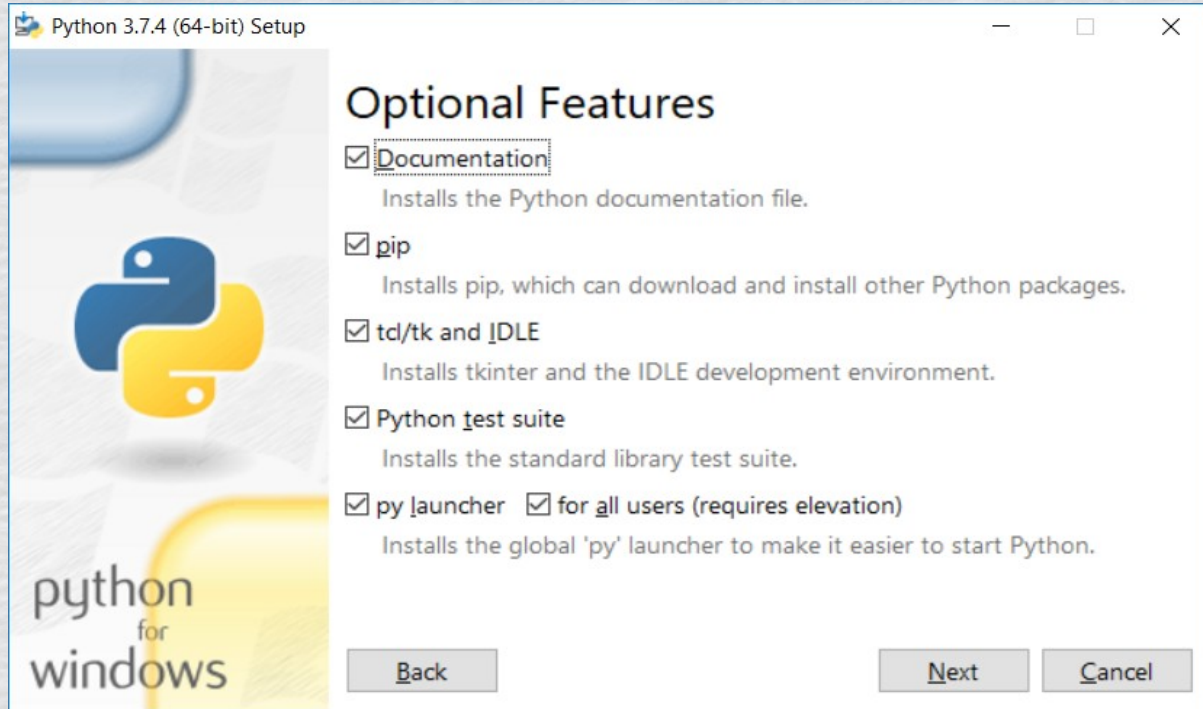 Python 3.7.4 (64-bit) Setup
Optional Features
Documentation
Installs the Python documentation file.
pip
Installs pip, which can download and install other Python packages.
tcl/tk and IDLE
Installs tkinter and the IDLE development environment.
Python test suite
Installs the standard library test suite.
py launcher for all users (requires elevation)
Installs the global 'py' launcher to make it easier to start Python.
python
for
windows
Back Next Cancel